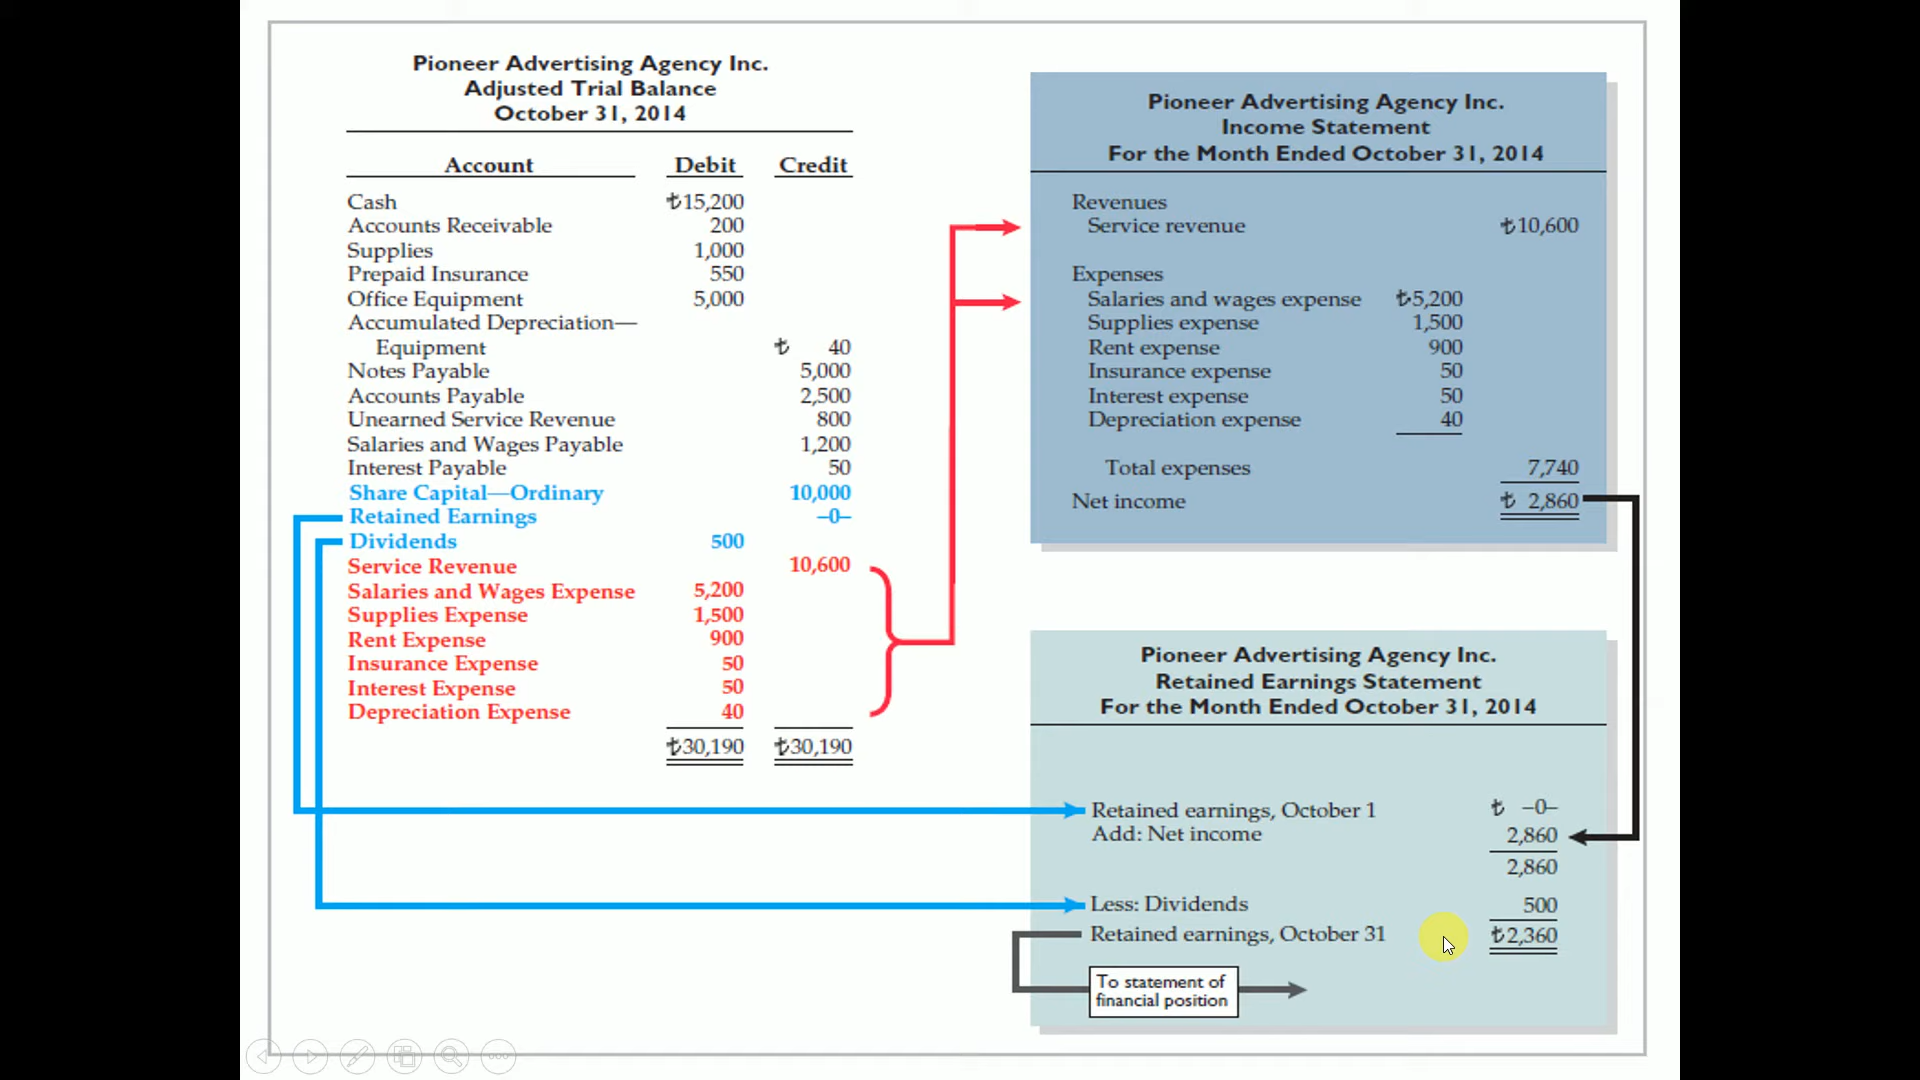 Pioneer Advertising Agency Inc.
Adjusted Trial Balance
October 31, 2014
Account Debit Credit
Cash ₺15,200
Accounts Receivable 200
Supplies 1,000
Prepaid Insurance 550
Office Equipment 5,000
Accumulated Depreciation—
Equipment ₺ 40
Notes Payable 5,000
Accounts Payable 2,500
Unearned Service Revenue 800
Salaries and Wages Payable 1,200
Interest Payable 50
Share Capital—Ordinary 10,000
Retained Earnings –0–
Dividends 500
Service Revenue 10,600
Salaries and Wages Expense 5,200
Supplies Expense 1,500
Rent Expense 900
Insurance Expense 50
Interest Expense 50
Depreciation Expense 40
₺30,190 ₺30,190
Pioneer Advertising Agency Inc.
Income Statement
For the Month Ended October 31, 2014
Revenues
Service revenue ₺10,600
Expenses
Salaries and wages expense ₺5,200
Supplies expense 1,500
Rent expense 900
Insurance expense 50
Interest expense 50
Depreciation expense 40
Total expenses 7,740
Net income ₺ 2,860
Pioneer Advertising Agency Inc.
Retained Earnings Statement
For the Month Ended October 31, 2014
Retained earnings, October 1 ₺ –0–
Add: Net income 2,860
2,860
Less: Dividends 500
Retained earnings, October 31 ₺2,360
To statement of
financial position